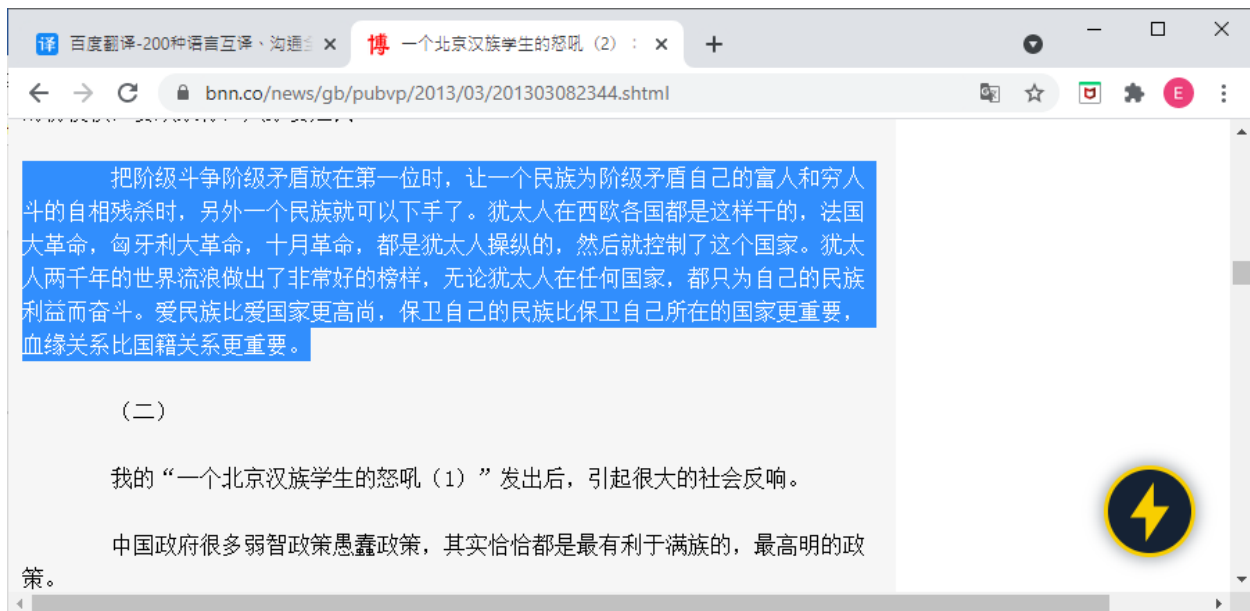 百度翻译-200种语言互译、沟通
一个北京汉族学生的怒吼（2）：
bnn.co/news/gb/pubvp/2013/03/201303082344.shtml
E
把阶级斗争阶级矛盾放在第一位时，让一个民族为阶级矛盾自己的富人和穷人
斗的自相残杀时，另外一个民族就可以下手了。犹太人在西欧各国都是这样干的，法国
大革命，匈牙利大革命，十月革命，都是犹太人操纵的，然后就控制了这个国家。犹太
人两千年的世界流浪做出了非常好的榜样，无论犹太人在任何国家，都只为自己的民族
利益而奋斗。爱民族比爱国家更高尚，保卫自己的民族比保卫自己所在的国家更重要，
血缘关系比国籍关系更重要。
（二）
我的“一个北京汉族学生的怒吼（1）”发出后，引起很大的社会反响。
中国政府很多弱智政策愚蠢政策，其实恰恰都是最有利于满族的，最高明的政
策。